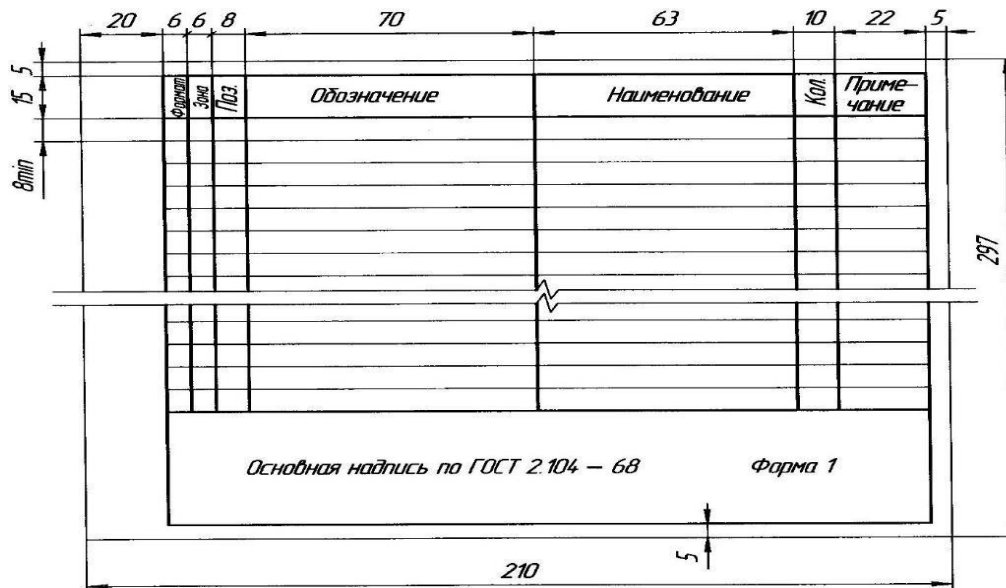 20 6 6 8 70 63 10 22 5
5
15
8min
Формат
Зона
Поз.
Обозначение
Наименование
Кол.
Приме–
чание
297
Основная надпись по ГОСТ 2.104 – 68 Форма 1
5
210